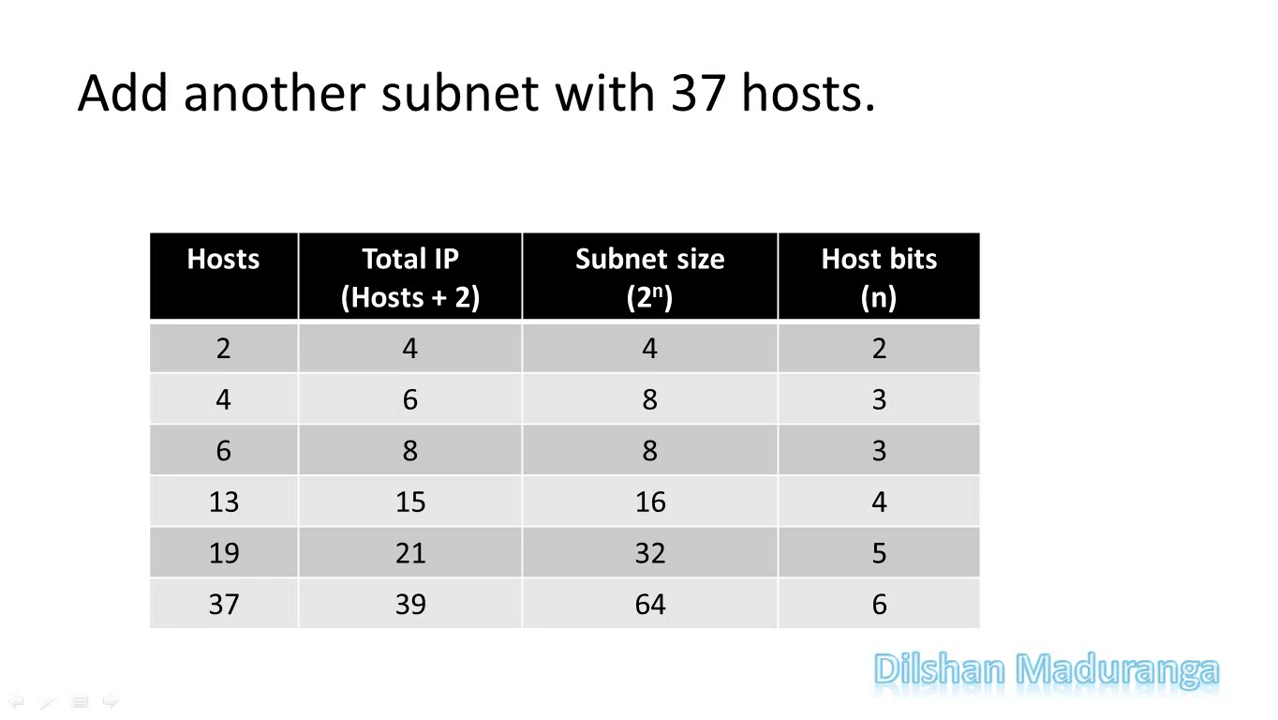 Add another subnet with 37 hosts.
Hosts Total IP (Hosts + 2) Subnet size (2ⁿ) Host bits (n)
2 4 4 2
4 6 8 3
6 8 8 3
13 15 16 4
19 21 32 5
37 39 64 6
Dilshan Maduranga